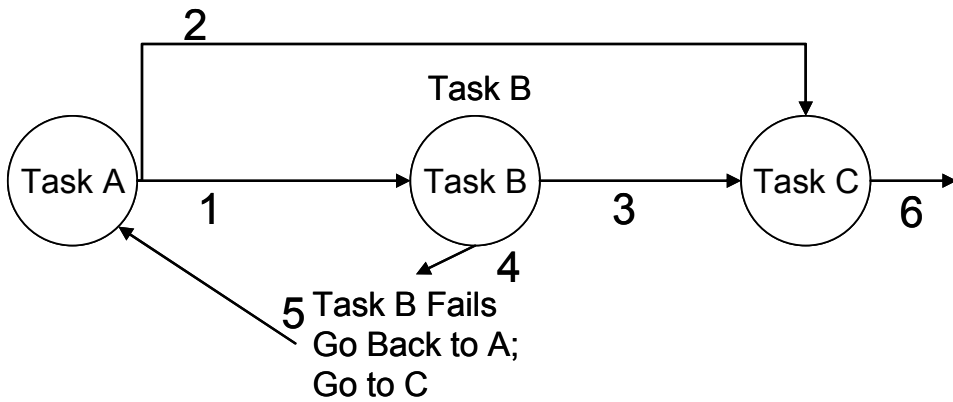 2
Task B
Task A
Task B
Task C
1
3
6
4
5
Task B Fails
Go Back to A;
Go to C